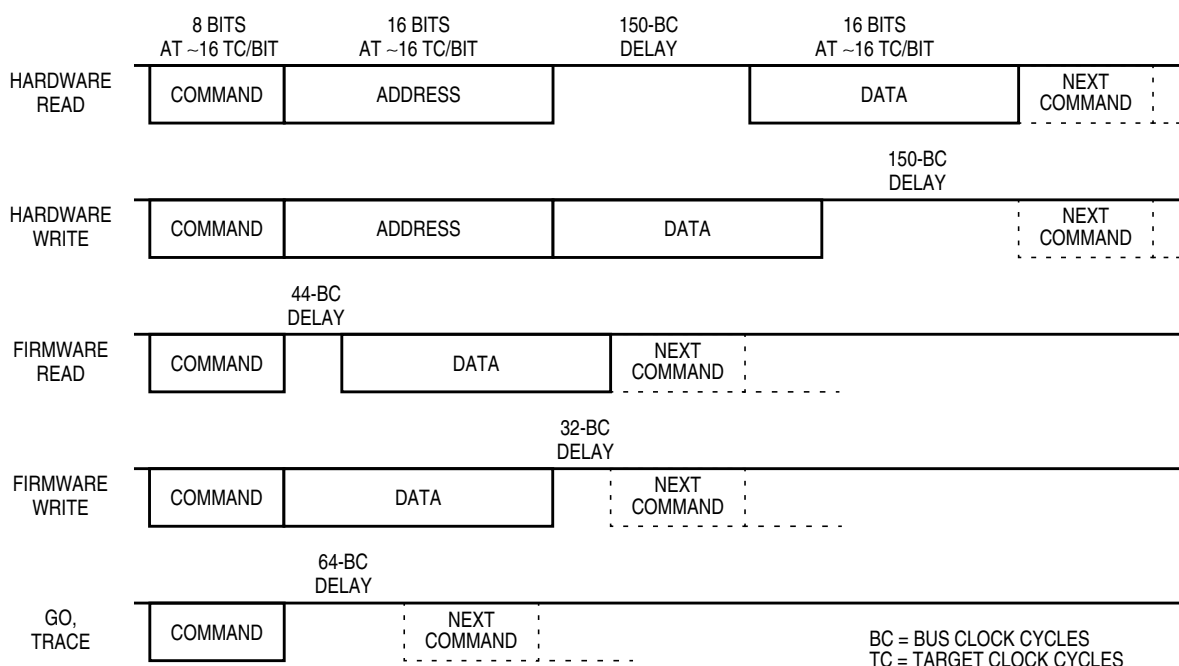 8 BITS
AT ~16 TC/BIT
16 BITS
AT ~16 TC/BIT
150-BC
DELAY
16 BITS
AT ~16 TC/BIT
HARDWARE
READ
COMMAND
ADDRESS
DATA
NEXT
COMMAND
150-BC
DELAY
HARDWARE
WRITE
COMMAND
ADDRESS
DATA
NEXT
COMMAND
44-BC
DELAY
FIRMWARE
READ
COMMAND
DATA
NEXT
COMMAND
32-BC
DELAY
FIRMWARE
WRITE
COMMAND
DATA
NEXT
COMMAND
64-BC
DELAY
GO,
TRACE
COMMAND
NEXT
COMMAND
BC = BUS CLOCK CYCLES
TC = TARGET CLOCK CYCLES